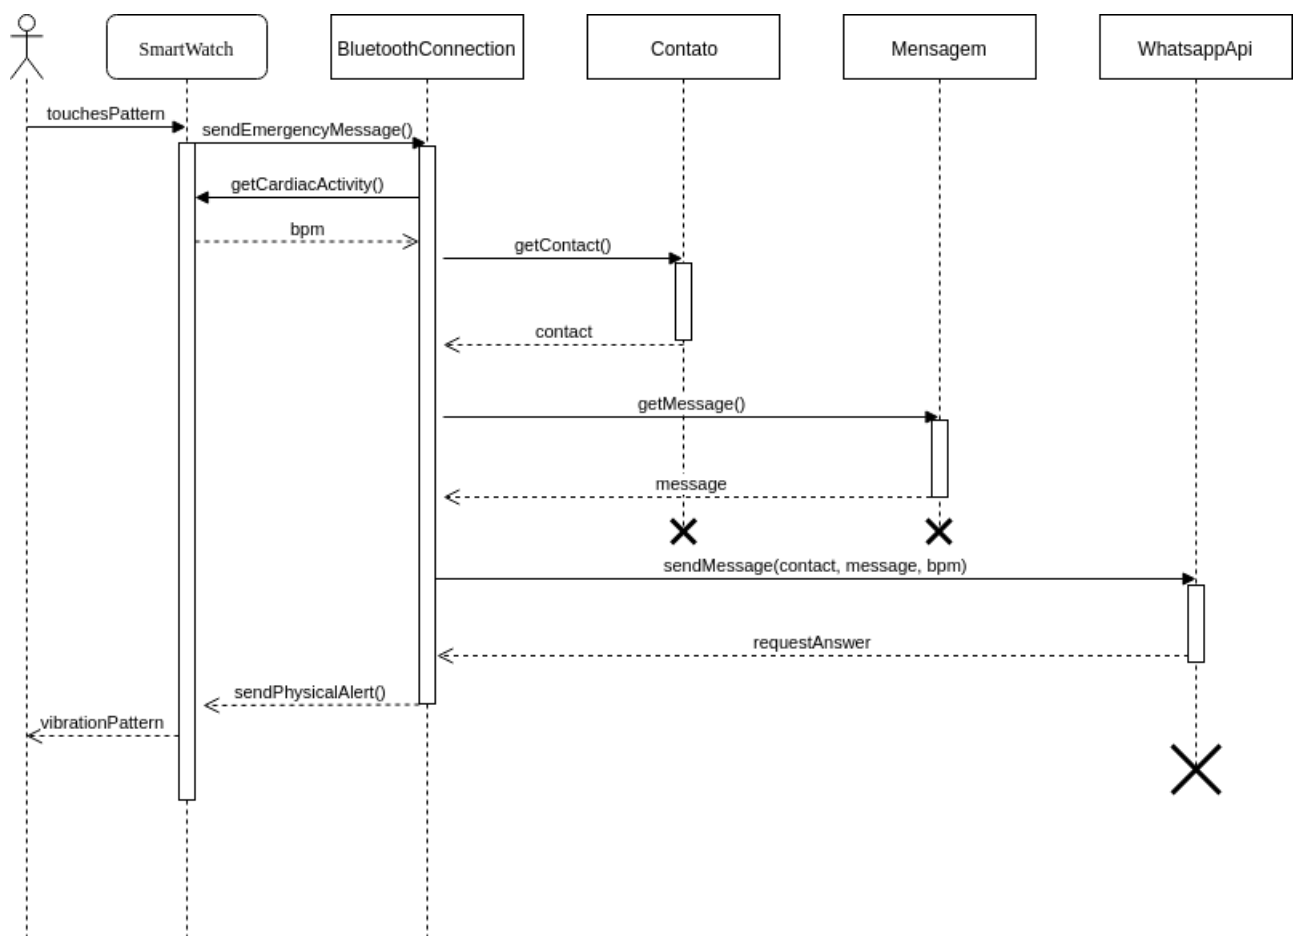 SmartWatch
BluetoothConnection
Contato
Mensagem
WhatsappApi
touchesPattern
sendEmergencyMessage()
getCardiacActivity()
bpm
getContact()
contact
getMessage()
message
sendMessage(contact, message, bpm)
requestAnswer
sendPhysicalAlert()
vibrationPattern